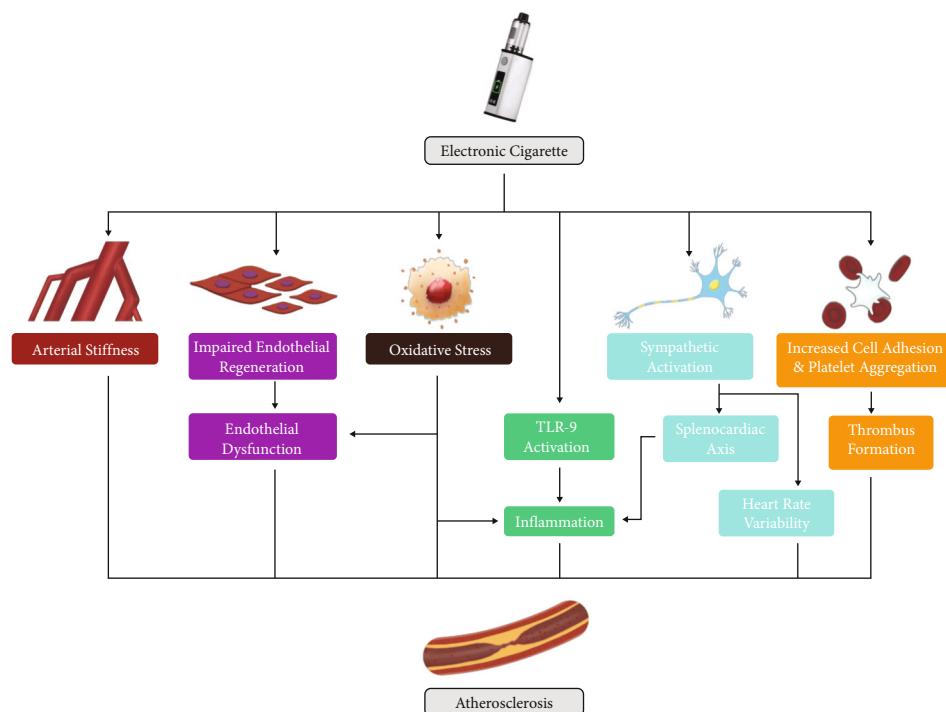 Electronic Cigarette
Arterial Stiffness
Impaired Endothelial
Regeneration
Oxidative Stress
Sympathetic
Activation
Increased Cell Adhesion
& Platelet Aggregation
Endothelial
Dysfunction
TLR-9
Activation
Splenocardiac
Axis
Thrombus
Formation
Inflammation
Heart Rate
Variability
Atherosclerosis